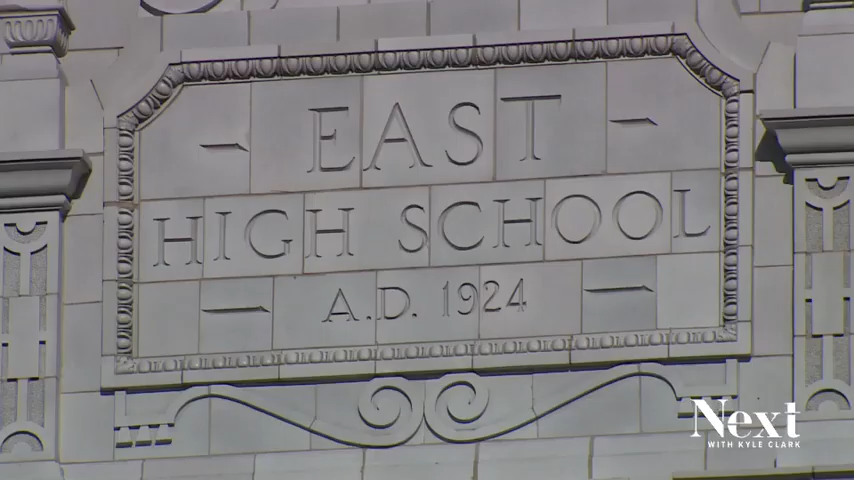 - EAST -
HIGH SCHOOL
- A.D. 1924 -
Next
WITH KYLE CLARK